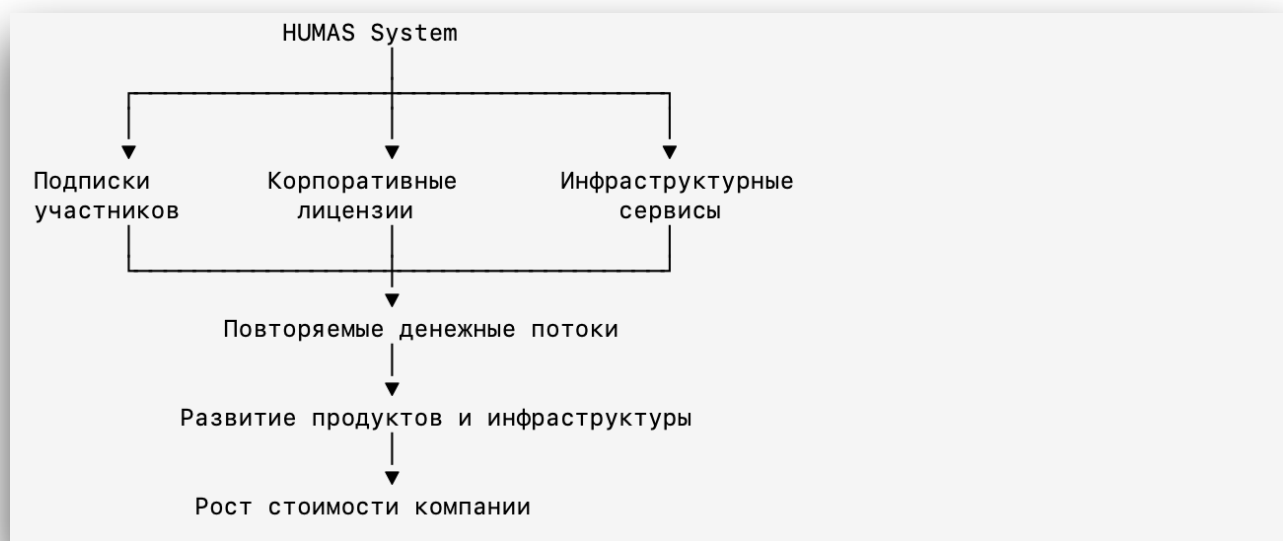 HUMAS System
Подписки участников
Корпоративные лицензии
Инфраструктурные сервисы
Повторяемые денежные потоки
Развитие продуктов и инфраструктуры
Рост стоимости компании